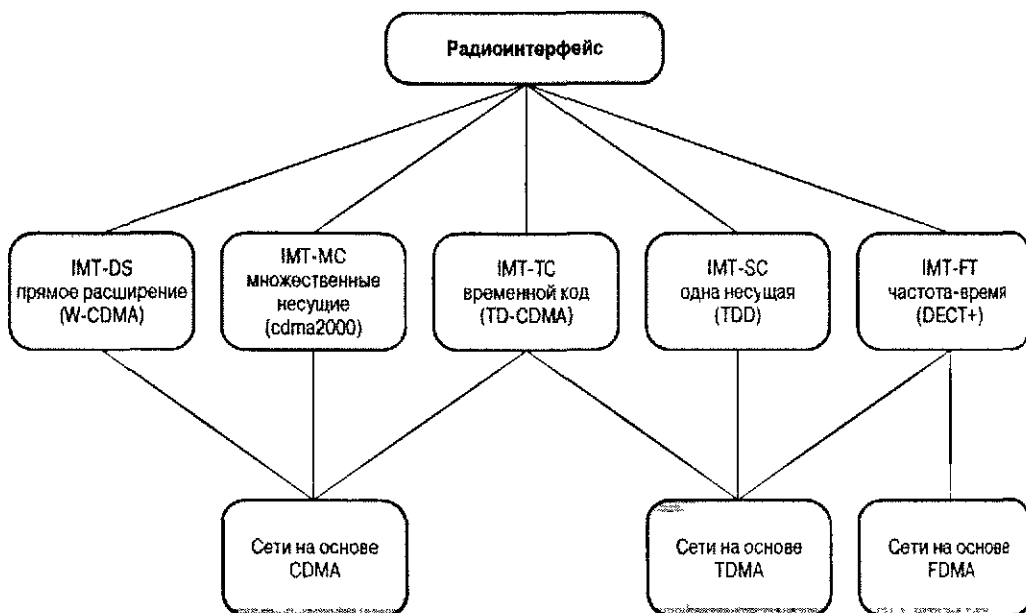 Радиоинтерфейс
IMT-DS
прямое расширение
(W-CDMA)
IMT-MC
множественные
несущие
(cdma2000)
IMT-TC
временной код
(TD-CDMA)
IMT-SC
одна несущая
(TDD)
IMT-FT
частота-время
(DECT+)
Сети на основе
CDMA
Сети на основе
TDMA
Сети на основе
FDMA